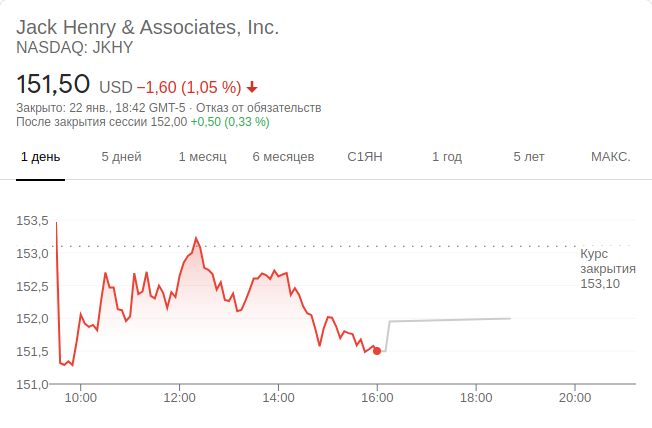 Jack Henry & Associates, Inc.
NASDAQ: JKHY
151,50 USD −1,60 (1,05 %)
Закрыто: 22 янв., 18:42 GMT-5 · Отказ от обязательств
После закрытия сессии 152,00 +0,50 (0,33 %)
1 день 5 дней 1 месяц 6 месяцев С1ЯН 1 год 5 лет МАКС.
153,5
153,0
152,5
152,0
151,5
151,0
Курс
закрытия
153,10
10:00 12:00 14:00 16:00 18:00 20:00